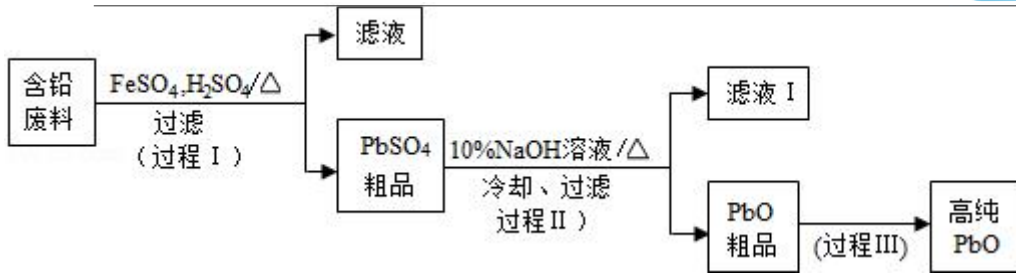 含铅
废料
FeSO₄,H₂SO₄/△
过滤
（过程Ⅰ）
滤液
PbSO₄
粗品
10%NaOH溶液/△
冷却、过滤
过程Ⅱ）
滤液Ⅰ
PbO
粗品
(过程III)
高纯
PbO